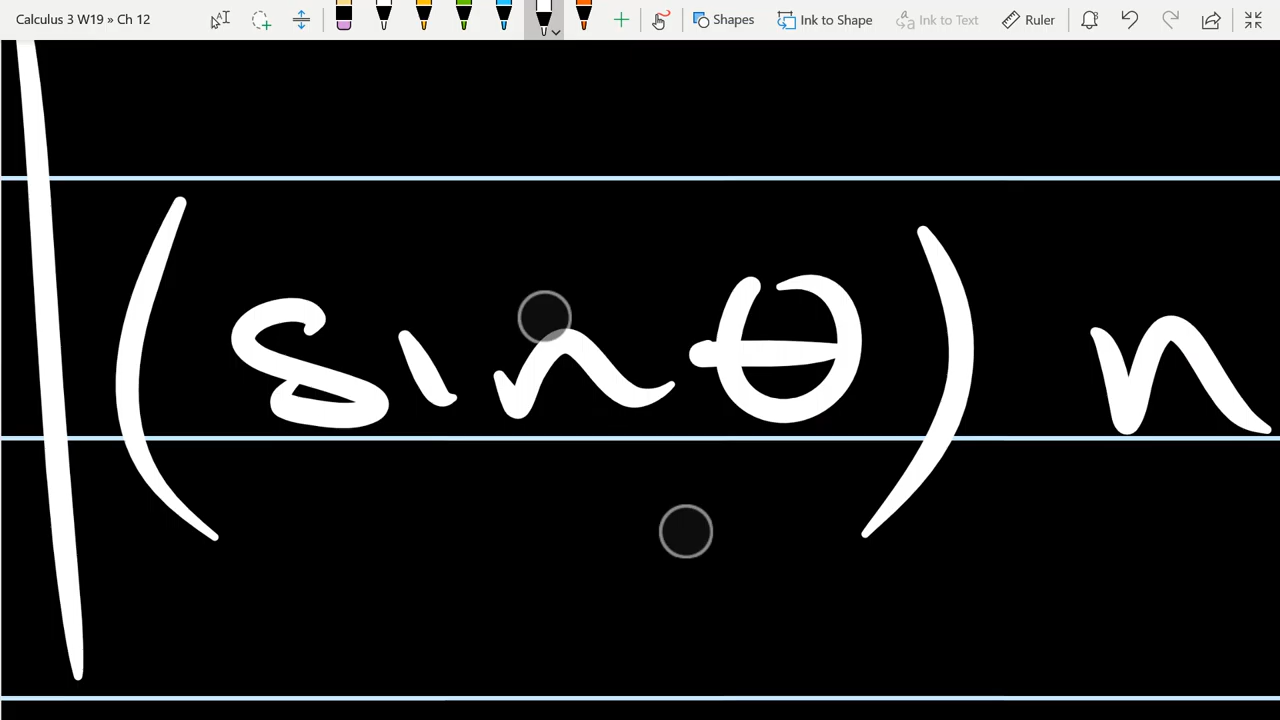 Calculus 3 W19 » Ch 12 Shapes Ink to Shape Ink to Text Ruler
| (sinθ) n